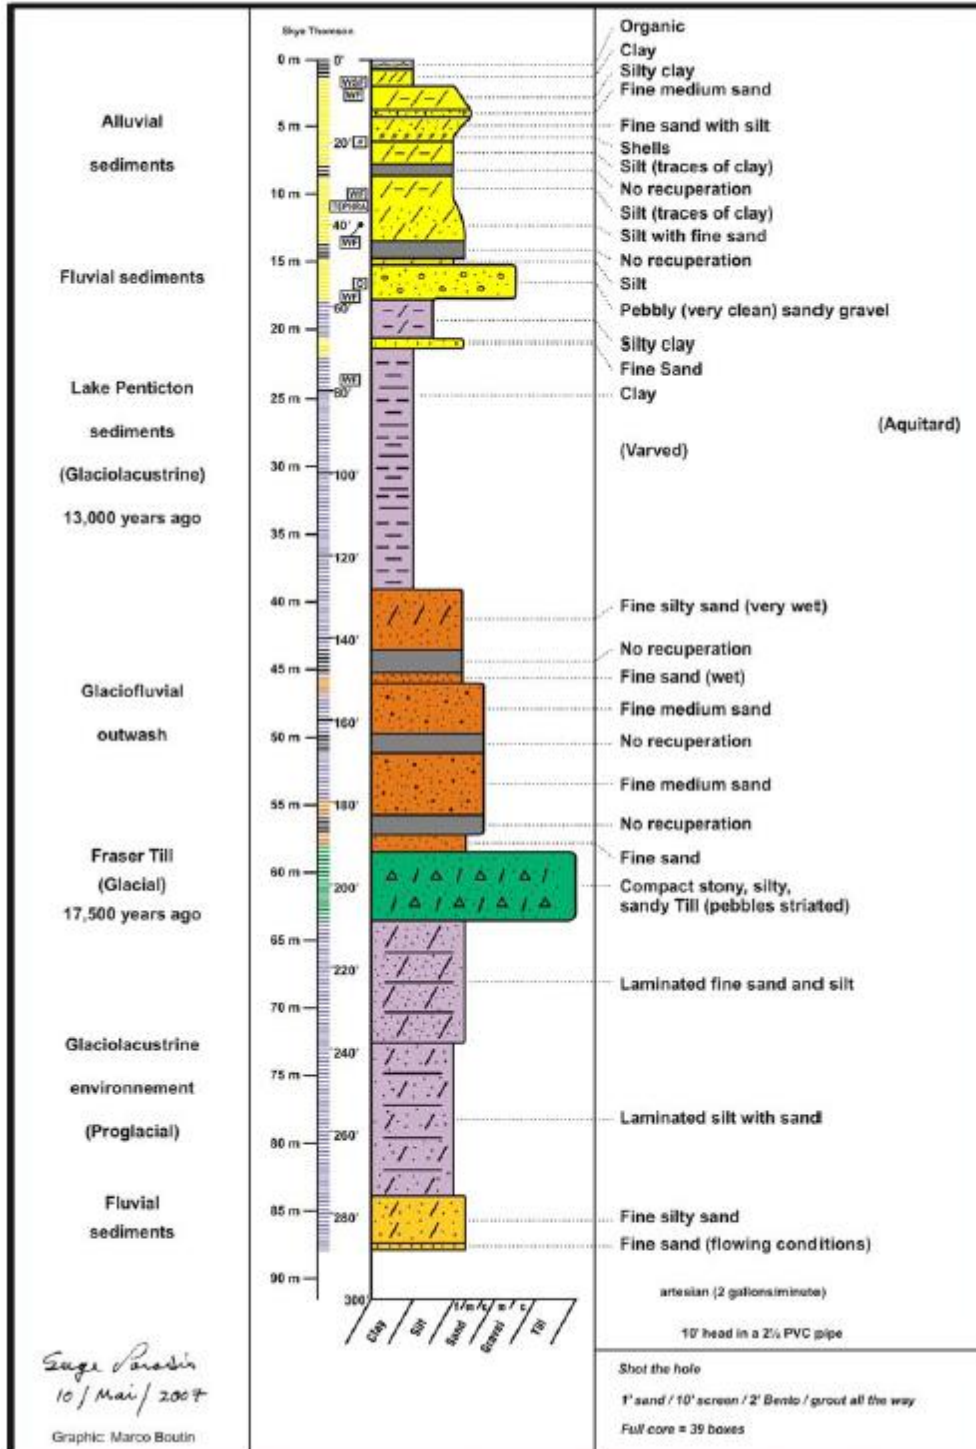 Skye Thomson
Alluvial
sediments
Fluvial sediments
Lake Penticton
sediments
(Glaciolacustrine)
13,000 years ago
Glaciofluvial
outwash
Fraser Till
(Glacial)
17,500 years ago
Glaciolacustrine
environnement
(Proglacial)
Fluvial
sediments
0 m
5 m
10 m
15 m
20 m
25 m
30 m
35 m
40 m
45 m
50 m
55 m
60 m
65 m
70 m
75 m
80 m
85 m
90 m
0'
WF
20'
WF
TEPHRA
40'
WF
WF
60'
WF
80'
100'
120'
140'
160'
180'
200'
220'
240'
260'
280'
300'
Clay
Silt
f/m/c
Sand
m / c
Gravel
Till
Organic
Clay
Silty clay
Fine medium sand
Fine sand with silt
Shells
Silt (traces of clay)
No recuperation
Silt (traces of clay)
Silt with fine sand
No recuperation
Silt
Pebbly (very clean) sandy gravel
Silty clay
Fine Sand
Clay
(Aquitard)
(Varved)
Fine silty sand (very wet)
No recuperation
Fine sand (wet)
Fine medium sand
No recuperation
Fine medium sand
No recuperation
Fine sand
Compact stony, silty,
sandy Till (pebbles striated)
Laminated fine sand and silt
Laminated silt with sand
Fine silty sand
Fine sand (flowing conditions)
artesian (2 gallons/minute)
10' head in a 2½ PVC pipe
10 / Mai / 2007
Graphic: Marco Boutin
Shot the hole
1' sand / 10' screen / 2' Bento / grout all the way
Full core = 39 boxes